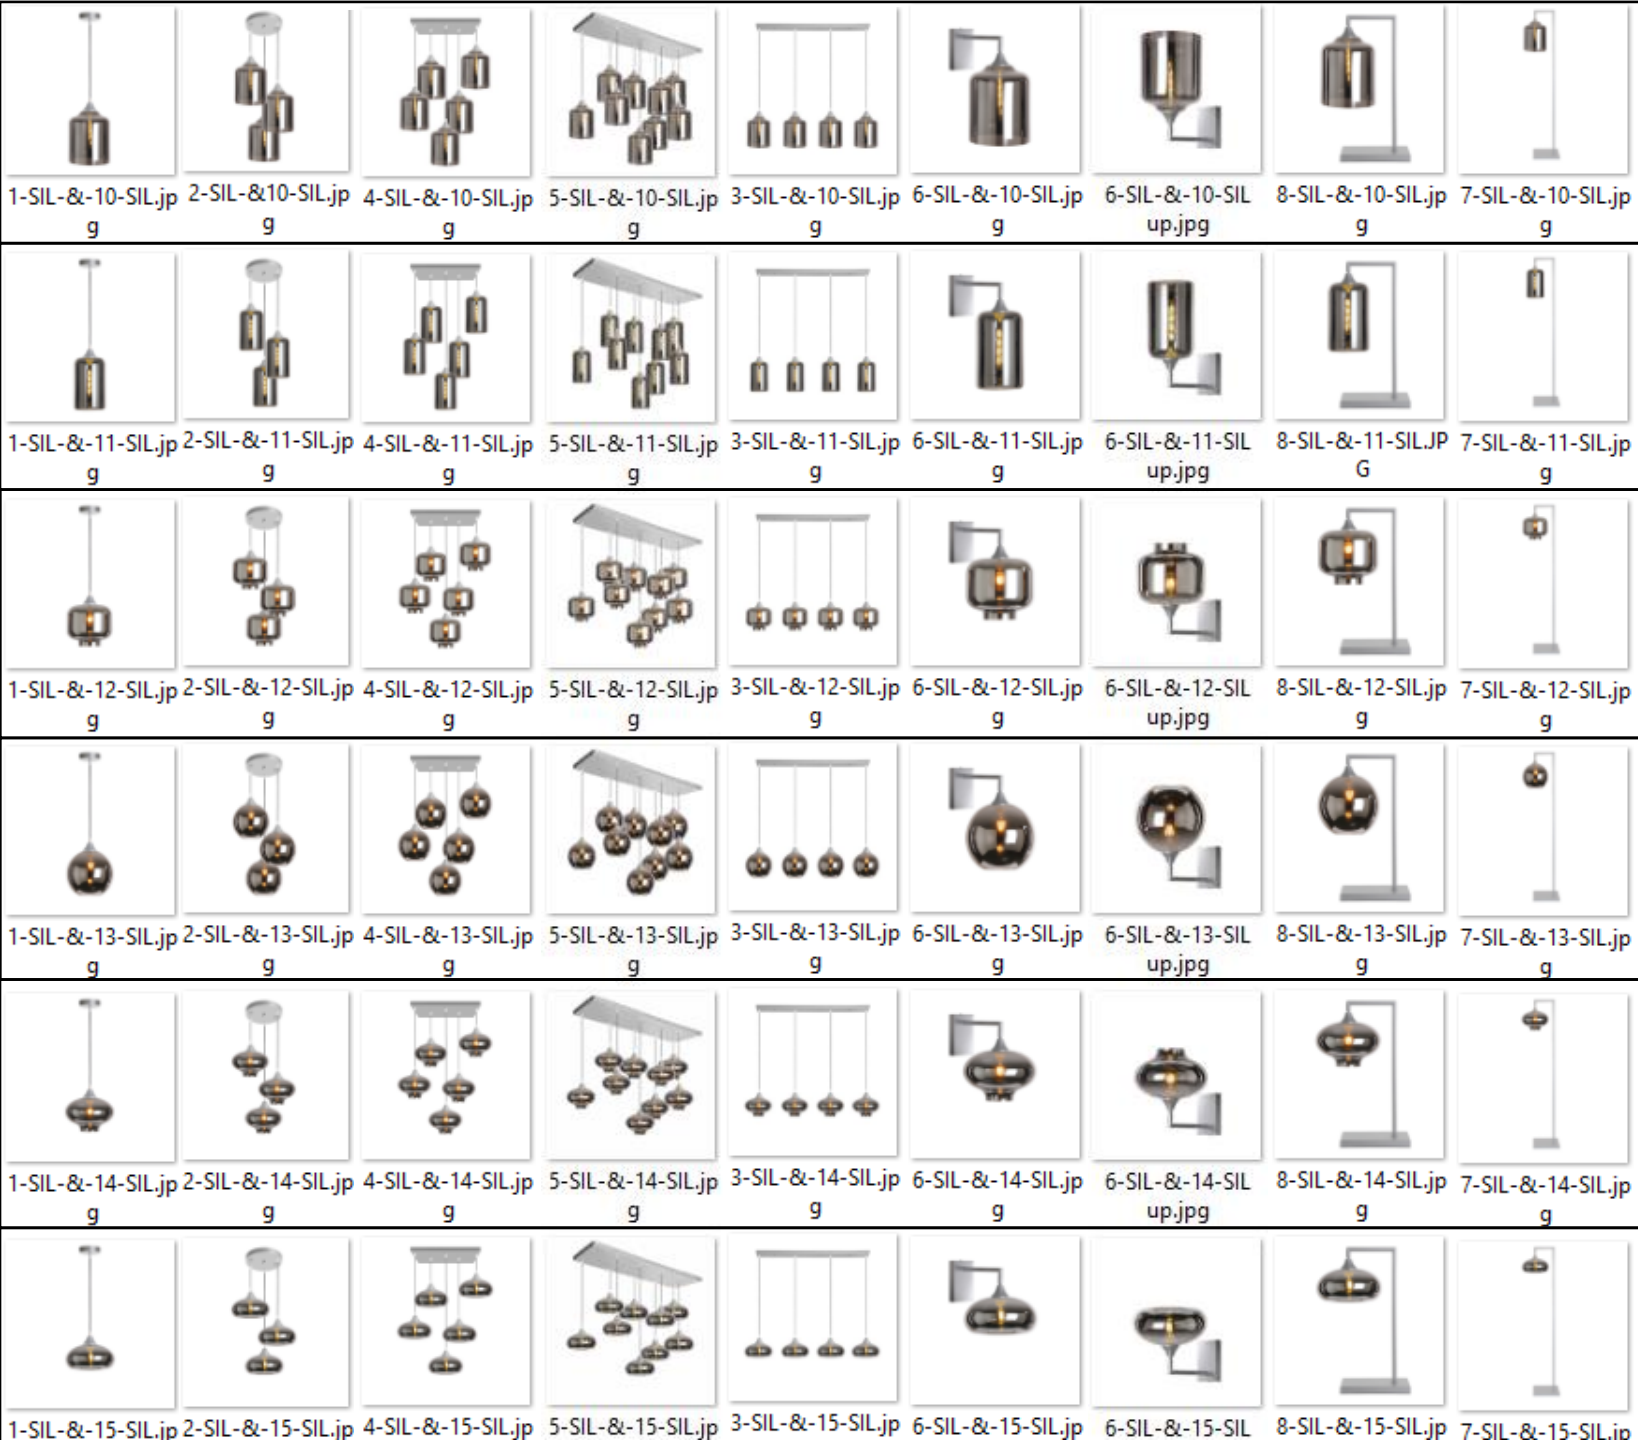 1-SIL-&-10-SIL.jp
g
2-SIL-&10-SIL.jp
g
4-SIL-&-10-SIL.jp
g
5-SIL-&-10-SIL.jp
g
3-SIL-&-10-SIL.jp
g
6-SIL-&-10-SIL.jp
g
6-SIL-&-10-SIL
up.jpg
8-SIL-&-10-SIL.jp
g
7-SIL-&-10-SIL.jp
g
1-SIL-&-11-SIL.jp
g
2-SIL-&-11-SIL.jp
g
4-SIL-&-11-SIL.jp
g
5-SIL-&-11-SIL.jp
g
3-SIL-&-11-SIL.jp
g
6-SIL-&-11-SIL.jp
g
6-SIL-&-11-SIL
up.jpg
8-SIL-&-11-SIL.JP
G
7-SIL-&-11-SIL.jp
g
1-SIL-&-12-SIL.jp
g
2-SIL-&-12-SIL.jp
g
4-SIL-&-12-SIL.jp
g
5-SIL-&-12-SIL.jp
g
3-SIL-&-12-SIL.jp
g
6-SIL-&-12-SIL.jp
g
6-SIL-&-12-SIL
up.jpg
8-SIL-&-12-SIL.jp
g
7-SIL-&-12-SIL.jp
g
1-SIL-&-13-SIL.jp
g
2-SIL-&-13-SIL.jp
g
4-SIL-&-13-SIL.jp
g
5-SIL-&-13-SIL.jp
g
3-SIL-&-13-SIL.jp
g
6-SIL-&-13-SIL.jp
g
6-SIL-&-13-SIL
up.jpg
8-SIL-&-13-SIL.jp
g
7-SIL-&-13-SIL.jp
g
1-SIL-&-14-SIL.jp
g
2-SIL-&-14-SIL.jp
g
4-SIL-&-14-SIL.jp
g
5-SIL-&-14-SIL.jp
g
3-SIL-&-14-SIL.jp
g
6-SIL-&-14-SIL.jp
g
6-SIL-&-14-SIL
up.jpg
8-SIL-&-14-SIL.jp
g
7-SIL-&-14-SIL.jp
g
1-SIL-&-15-SIL.jp
2-SIL-&-15-SIL.jp
4-SIL-&-15-SIL.jp
5-SIL-&-15-SIL.jp
3-SIL-&-15-SIL.jp
6-SIL-&-15-SIL.jp
6-SIL-&-15-SIL
8-SIL-&-15-SIL.jp
7-SIL-&-15-SIL.jp